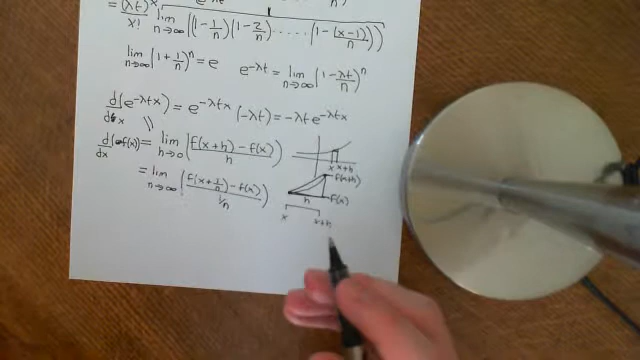 = (λt)^x / x! lim n→∞ ((1 - 1/n)(1 - 2/n) · · · · · (1 - (x-1)/n))
lim n→∞ (1 + 1/n)^n = e e^-λt = lim n→∞ (1 - λt/n)^n
d/dx (e^-λtx) = e^-λtx (-λt) = -λt e^-λtx
d/dx (f(x)) = lim h→0 (f(x+h) - f(x) / h)
x x+h
= lim n→∞ (f(x + 1/n) - f(x) / 1/n)
f(x+h)
h f(x)
x x+h